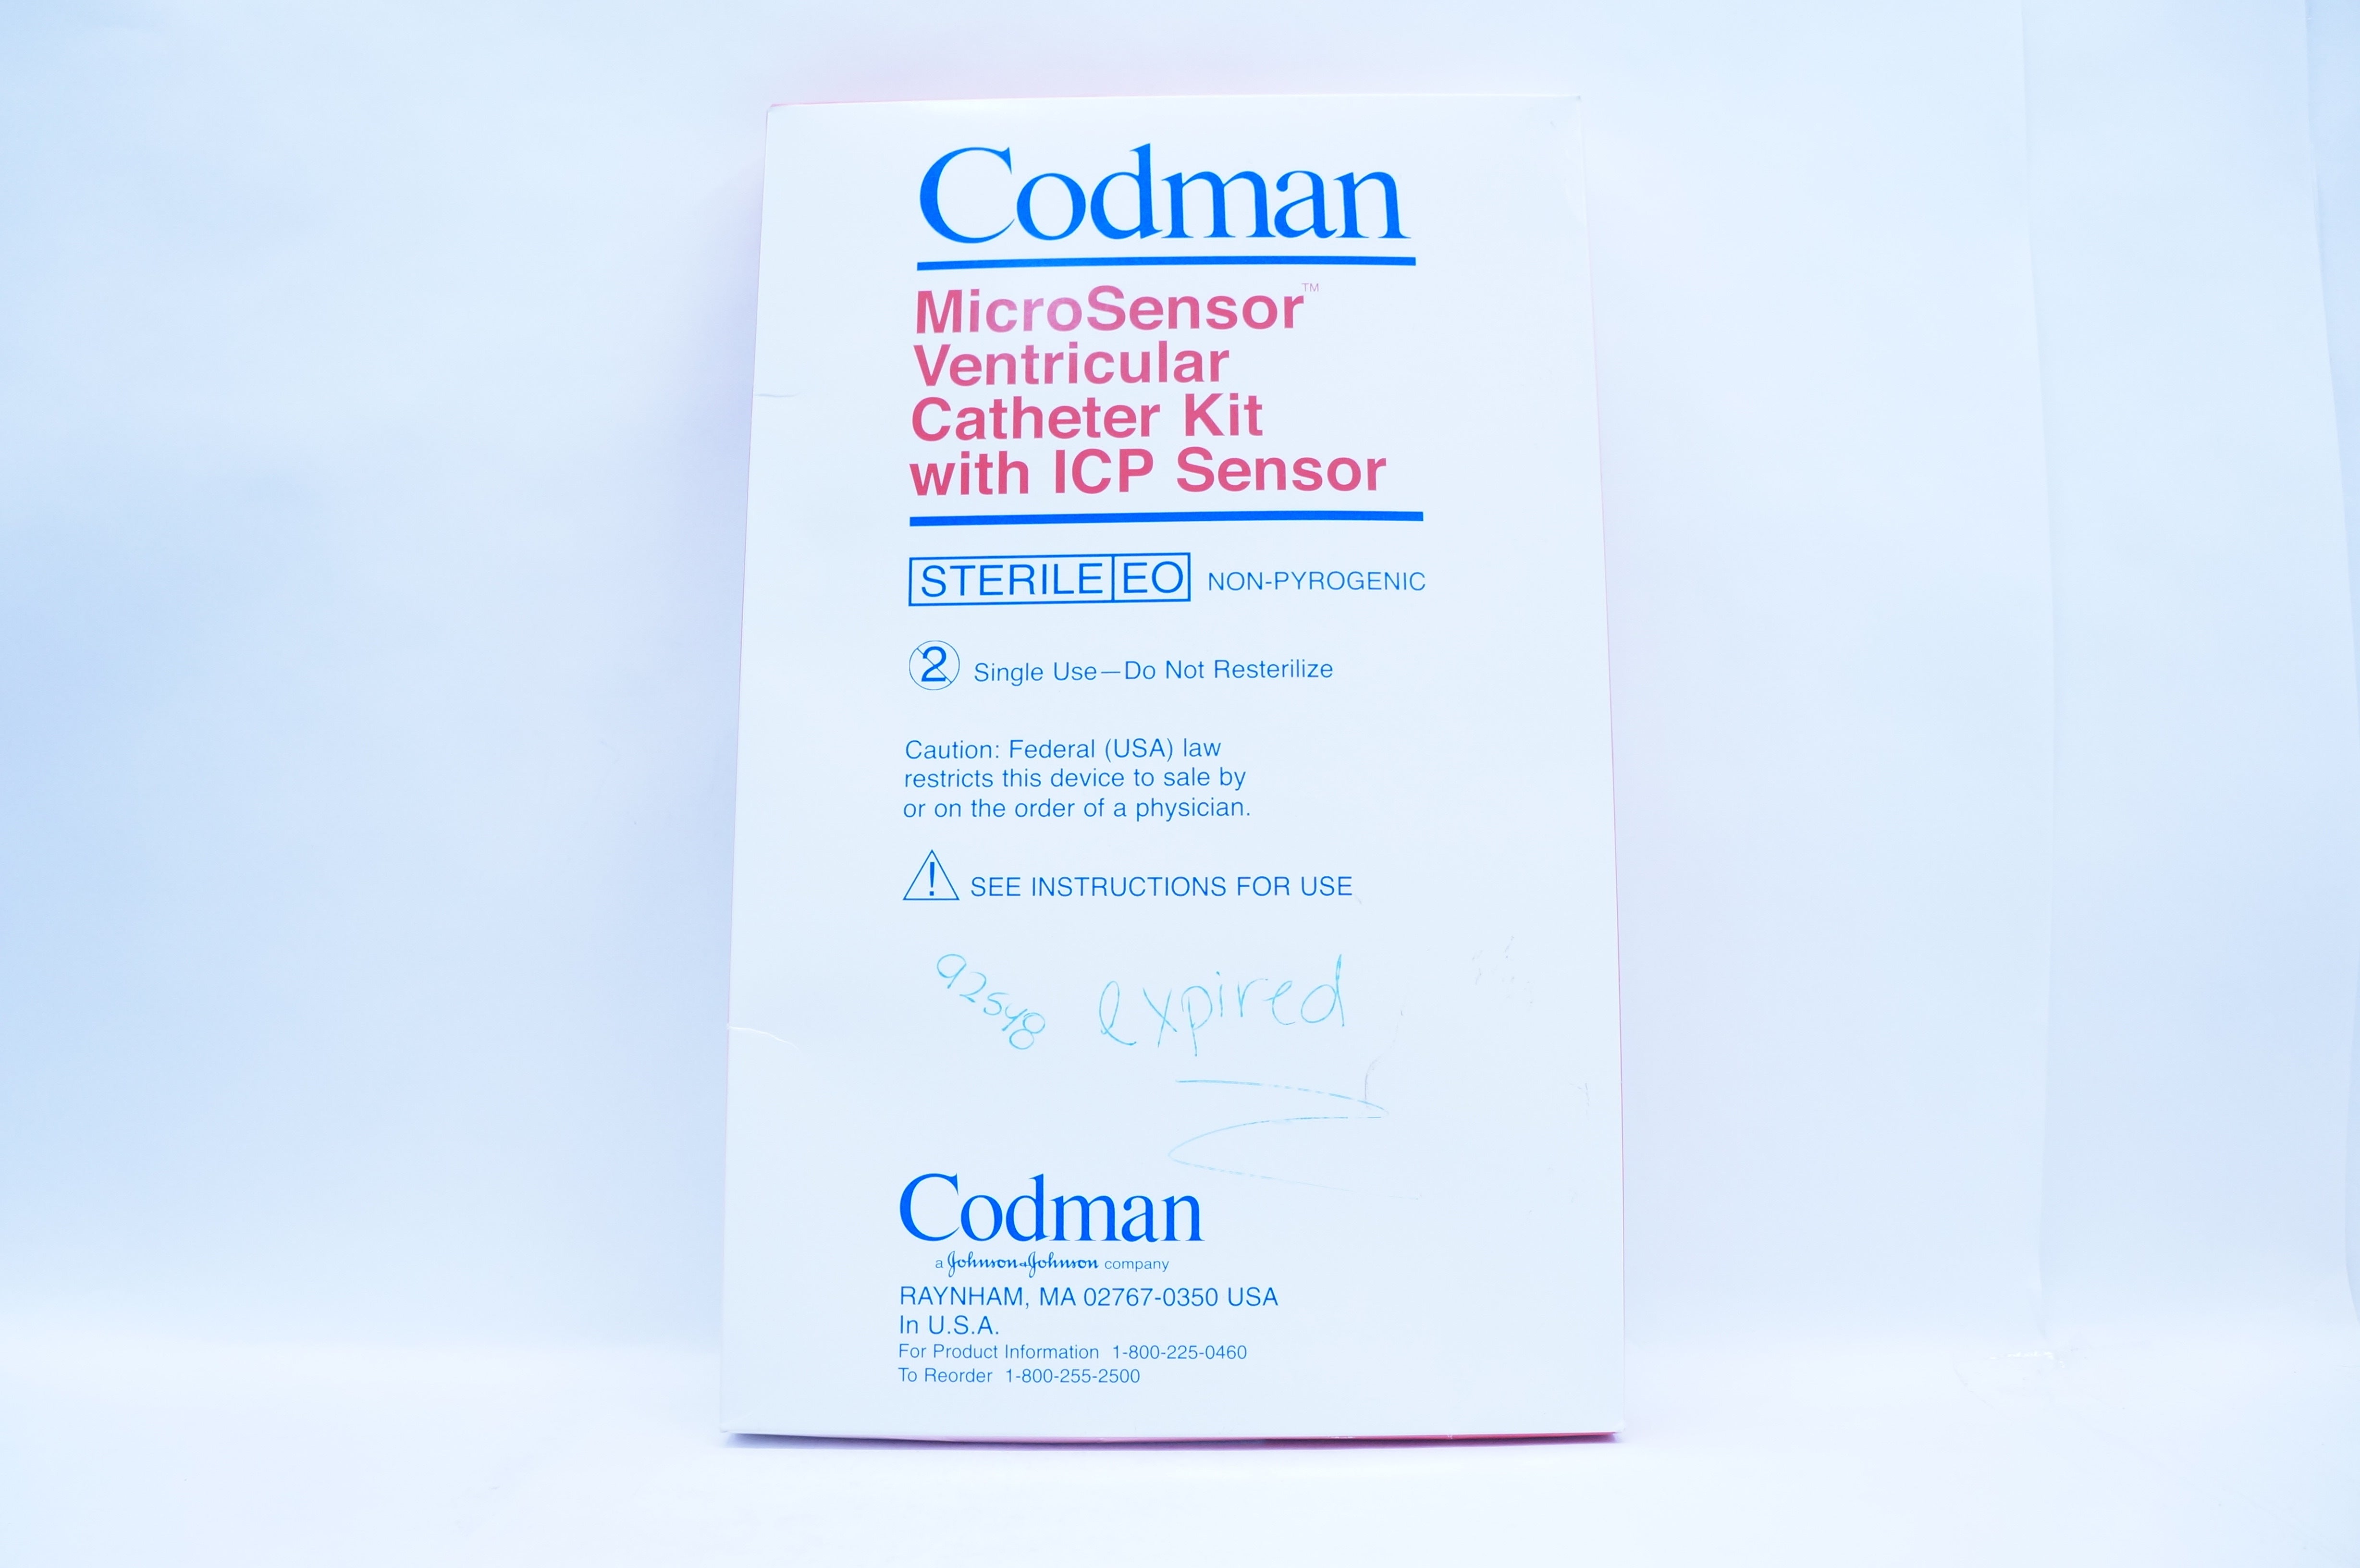 Codman
MicroSensor™
Ventricular
Catheter Kit
with ICP Sensor
STERILE EO NON-PYROGENIC
2 Single Use—Do Not Resterilize
Caution: Federal (USA) law
restricts this device to sale by
or on the order of a physician.
! SEE INSTRUCTIONS FOR USE
92548 expired
Codman
a Johnson & Johnson company
RAYNHAM, MA 02767-0350 USA
In U.S.A.
For Product Information 1-800-225-0460
To Reorder 1-800-255-2500